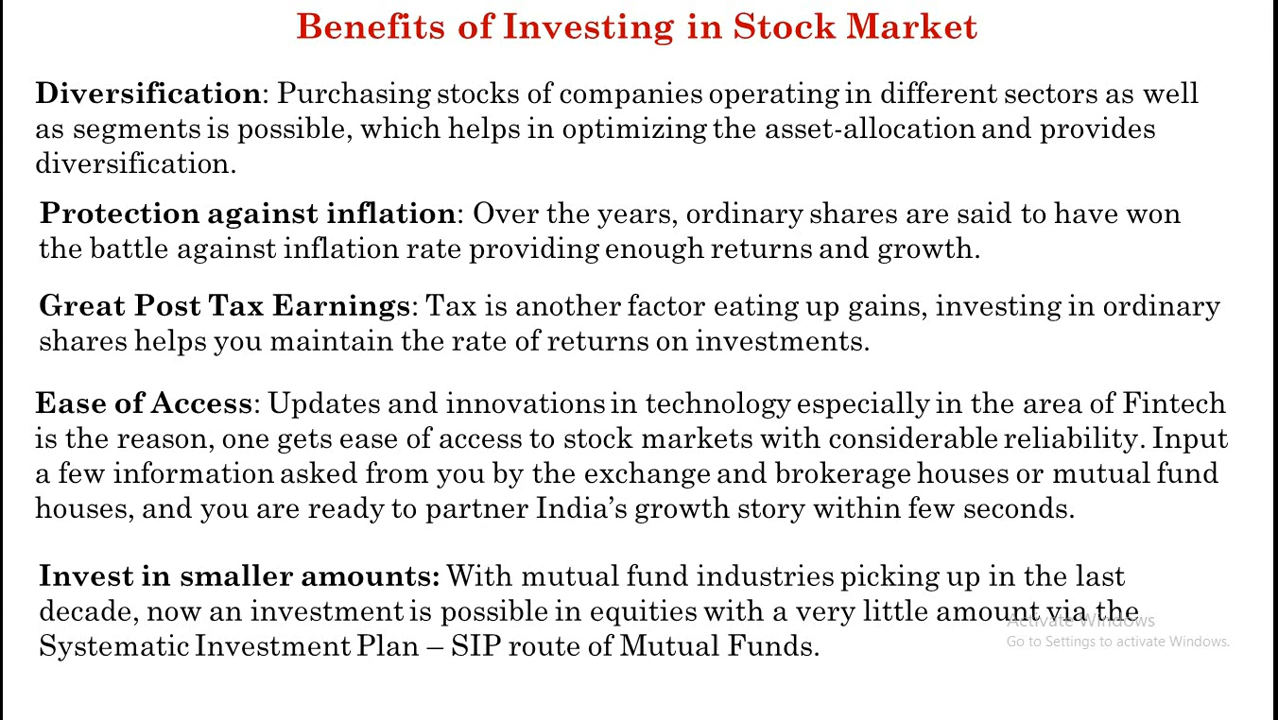 Benefits of Investing in Stock Market
Diversification: Purchasing stocks of companies operating in different sectors as well
as segments is possible, which helps in optimizing the asset-allocation and provides
diversification.
Protection against inflation: Over the years, ordinary shares are said to have won
the battle against inflation rate providing enough returns and growth.
Great Post Tax Earnings: Tax is another factor eating up gains, investing in ordinary
shares helps you maintain the rate of returns on investments.
Ease of Access: Updates and innovations in technology especially in the area of Fintech
is the reason, one gets ease of access to stock markets with considerable reliability. Input
a few information asked from you by the exchange and brokerage houses or mutual fund
houses, and you are ready to partner India's growth story within few seconds.
Invest in smaller amounts: With mutual fund industries picking up in the last
decade, now an investment is possible in equities with a very little amount via the
Systematic Investment Plan – SIP route of Mutual Funds.
Activate Windows
Go to Settings to activate Windows.